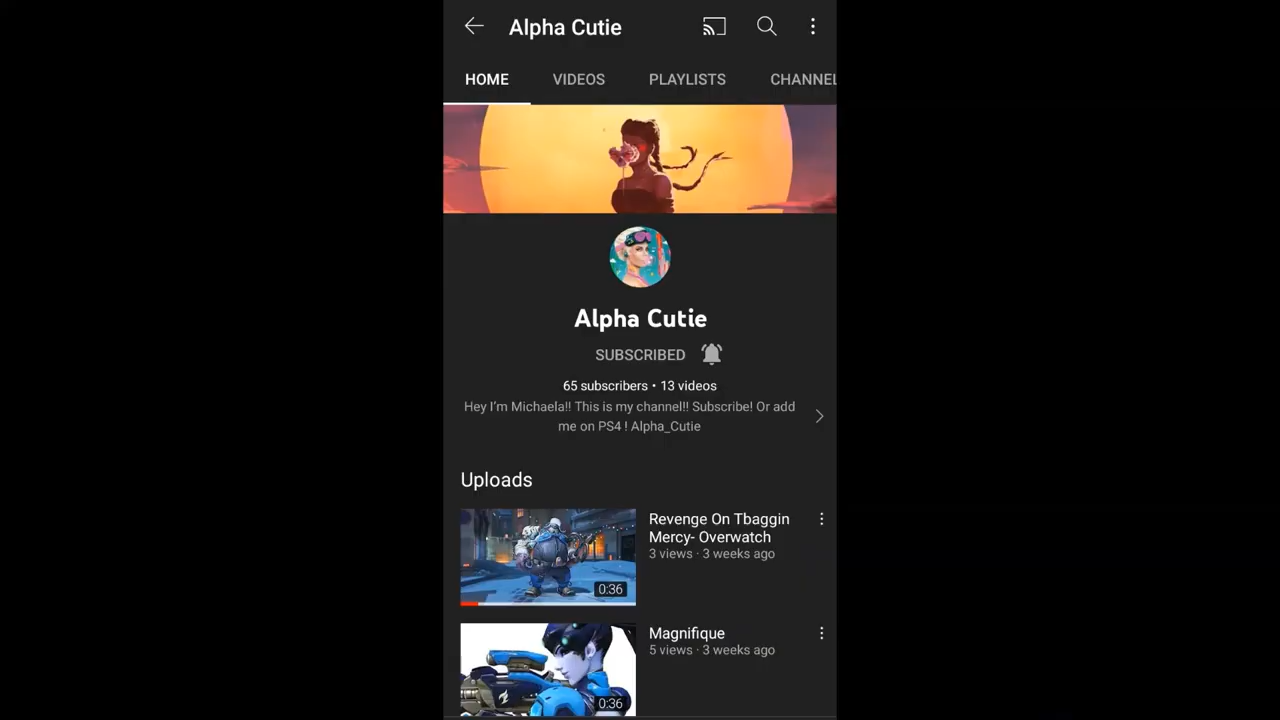 Alpha Cutie
HOME VIDEOS PLAYLISTS CHANNEL
Alpha Cutie
SUBSCRIBED
65 subscribers • 13 videos
Hey I'm Michaela!! This is my channel!! Subscribe! Or add
me on PS4 ! Alpha_Cutie
Uploads
Revenge On Tbaggin
Mercy- Overwatch
3 views · 3 weeks ago
0:36
Magnifique
5 views · 3 weeks ago
0:36